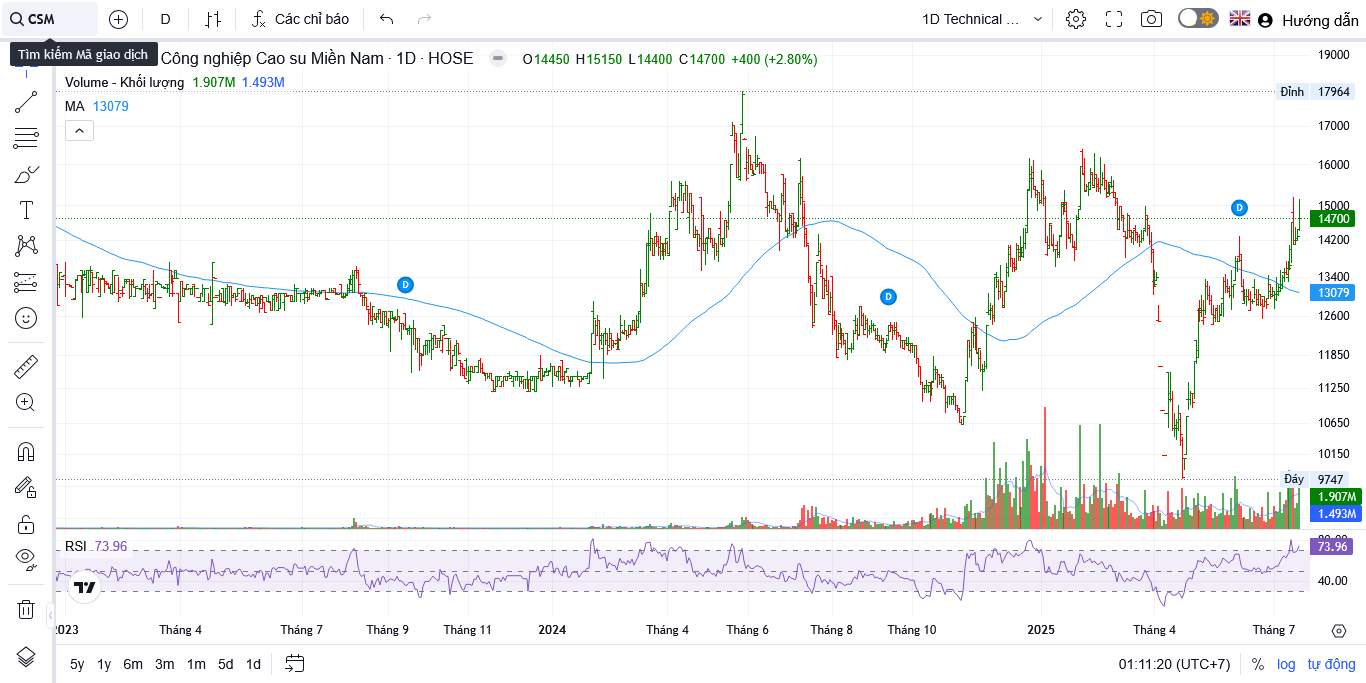 CSM
D
Các chỉ báo
1D Technical ...
Hướng dẫn
Tìm kiếm Mã giao dịch
Công nghiệp Cao su Miền Nam · 1D · HOSE
O14450 H15150 L14400 C14700 +400 (+2.80%)
Volume - Khối lượng 1.907M 1.493M
MA 13079
19000
Đỉnh 17964
17000
16000
15000
14700
14200
13400
13079
12600
11850
11250
10650
10150
Đáy 9747
1.907M
1.493M
D
D
D
RSI 73.96
73.96
40.00
2023
Tháng 4
Tháng 7
Tháng 9
Tháng 11
2024
Tháng 4
Tháng 6
Tháng 8
Tháng 10
2025
Tháng 4
Tháng 7
5y 1y 6m 3m 1m 5d 1d
01:11:20 (UTC+7)
% log tự động